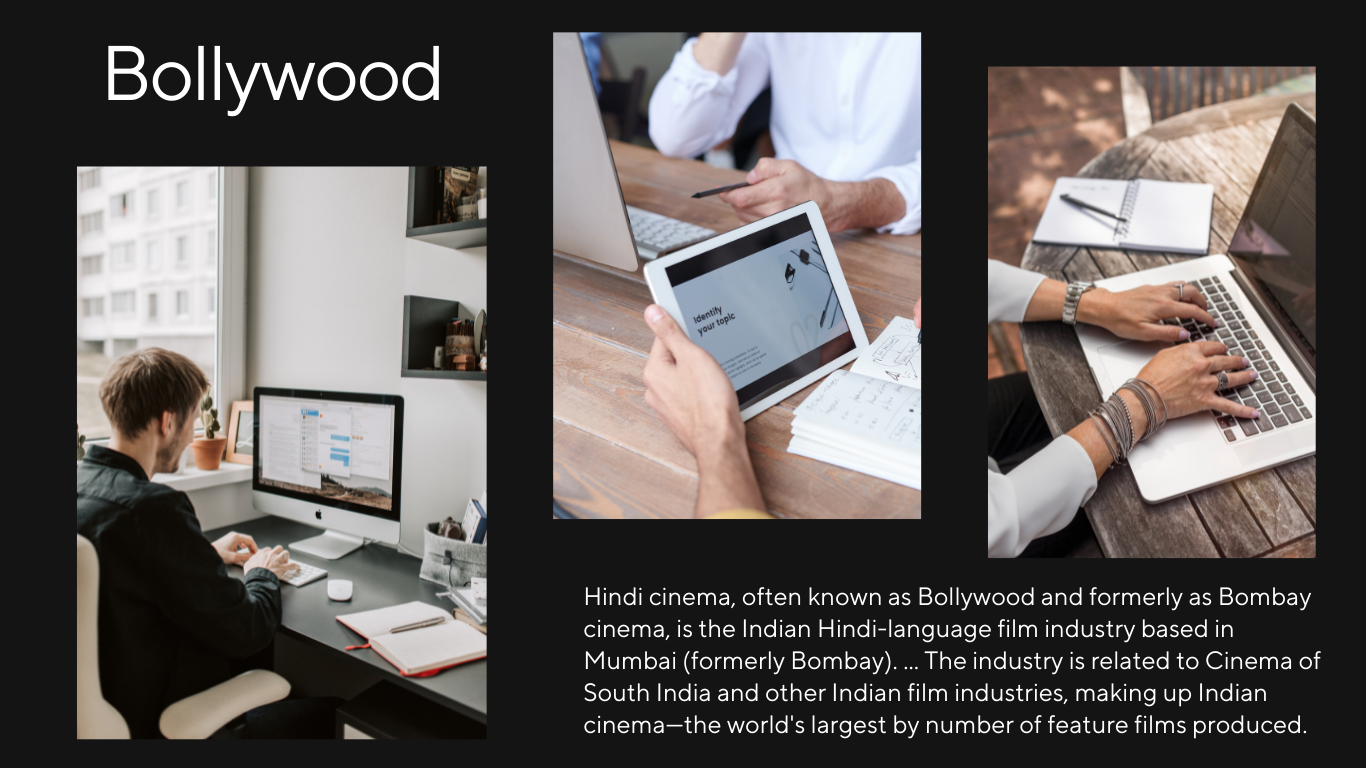 Bollywood
Identify
your topic
Hindi cinema, often known as Bollywood and formerly as Bombay
cinema, is the Indian Hindi-language film industry based in
Mumbai (formerly Bombay). ... The industry is related to Cinema of
South India and other Indian film industries, making up Indian
cinema—the world's largest by number of feature films produced.